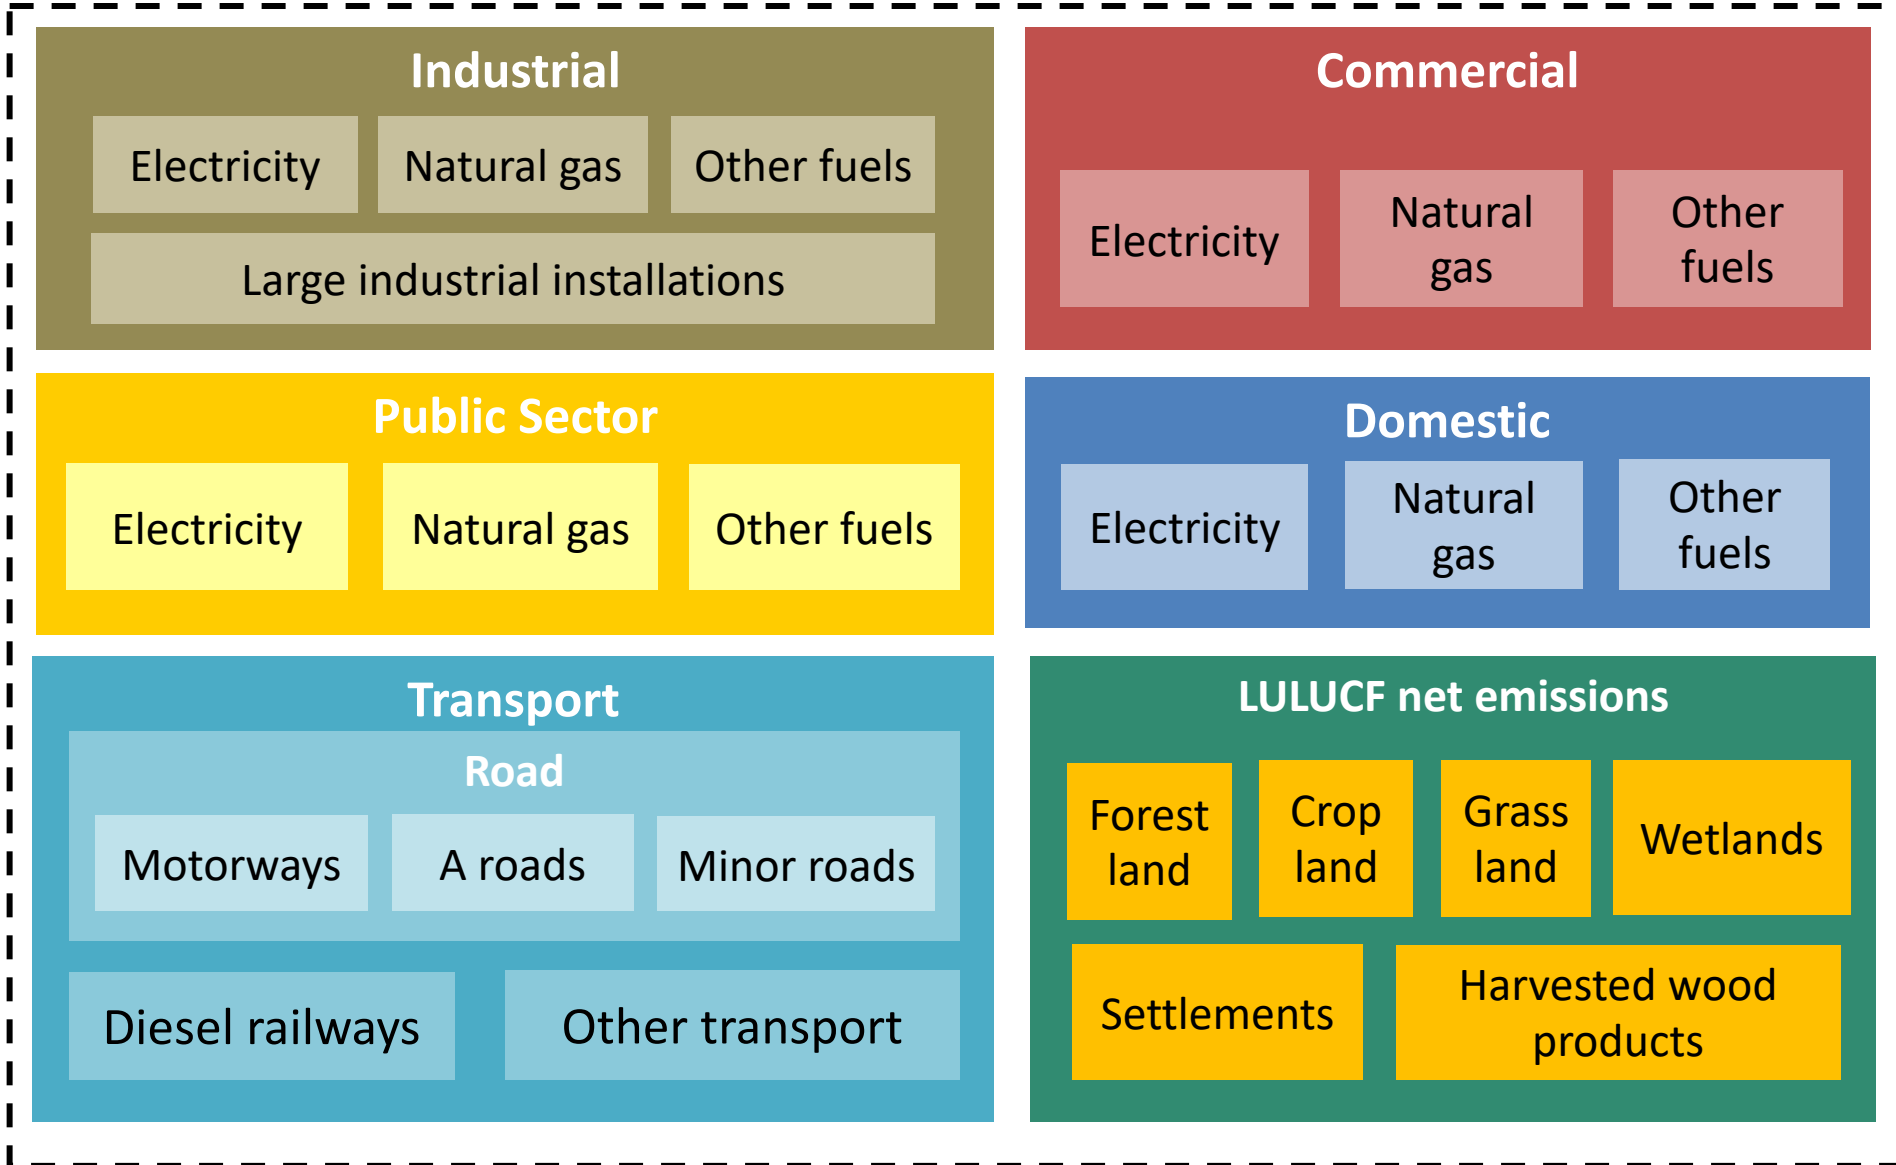 Industrial
Electricity
Natural gas
Other fuels
Large industrial installations
Commercial
Electricity
Natural
gas
Other
fuels
Public Sector
Electricity
Natural gas
Other fuels
Domestic
Electricity
Natural
gas
Other
fuels
Transport
Road
Motorways
A roads
Minor roads
Diesel railways
Other transport
LULUCF net emissions
Forest
land
Crop
land
Grass
land
Wetlands
Settlements
Harvested wood
products